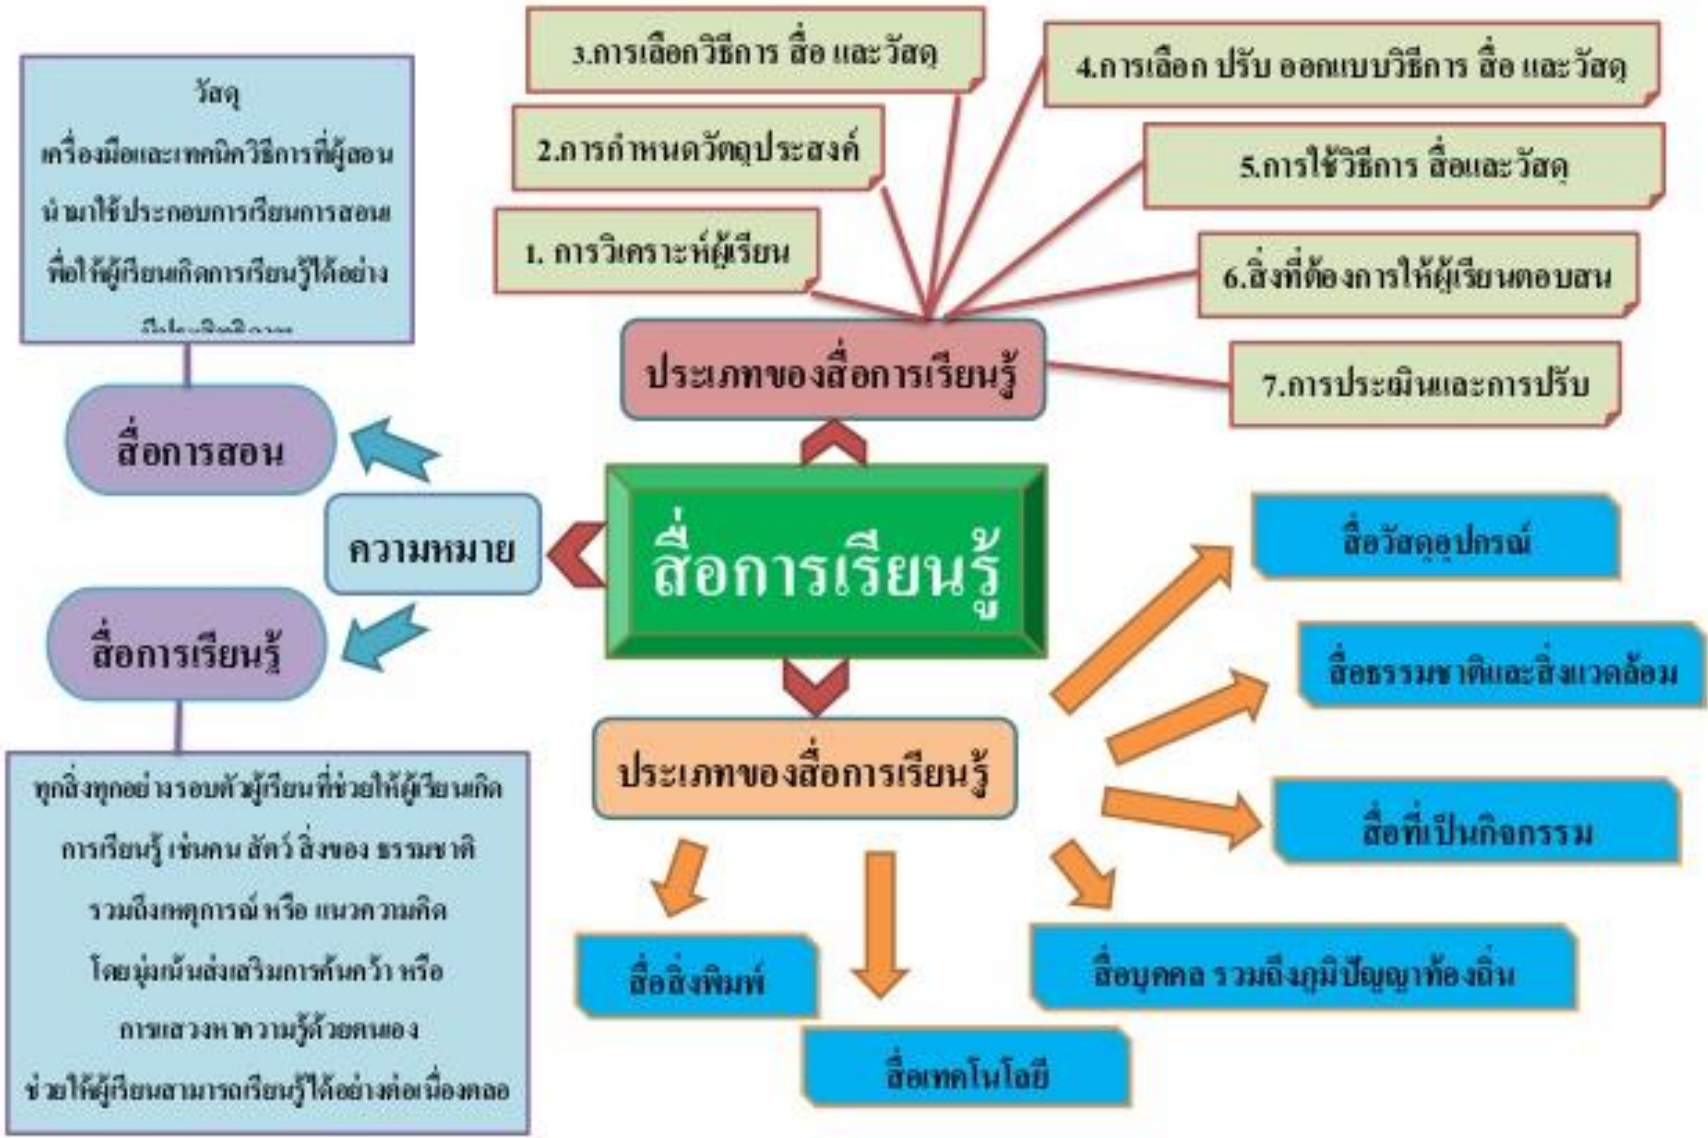 3.การเลือกวิธีการ สื่อ และวัสดุ
4.การเลือก ปรับ ออกแบบวิธีการ สื่อ และวัสดุ
2.การกำหนดวัตถุประสงค์
5.การใช้วิธีการ สื่อและวัสดุ
1. การวิเคราะห์ผู้เรียน
6.สิ่งที่ต้องการให้ผู้เรียนตอบสน
7.การประเมินและการปรับ
ประเภทของสื่อการเรียนรู้
วัสดุ
เครื่องมือและเทคนิควิธีการที่ผู้สอน
นำมาใช้ประกอบการเรียนการสอนเ
พื่อให้ผู้เรียนเกิดการเรียนรู้ได้อย่าง
มีประสิทธิภาพ
สื่อการสอน
ความหมาย
สื่อการเรียนรู้
สื่อการเรียนรู้
ทุกสิ่งทุกอย่างรอบตัวผู้เรียนที่ช่วยให้ผู้เรียนเกิด
การเรียนรู้ เช่นคน สัตว์ สิ่งของ ธรรมชาติ
รวมถึงเหตุการณ์ หรือ แนวความคิด
โดยมุ่งเน้นส่งเสริมการค้นคว้า หรือ
การแสวงหาความรู้ด้วยตนเอง
ช่วยให้ผู้เรียนสามารถเรียนรู้ได้อย่างต่อเนื่องตลอ
ประเภทของสื่อการเรียนรู้
สื่อวัสดุอุปกรณ์
สื่อธรรมชาติและสิ่งแวดล้อม
สื่อที่เป็นกิจกรรม
สื่อบุคคล รวมถึงภูมิปัญญาท้องถิ่น
สื่อสิ่งพิมพ์
สื่อเทคโนโลยี